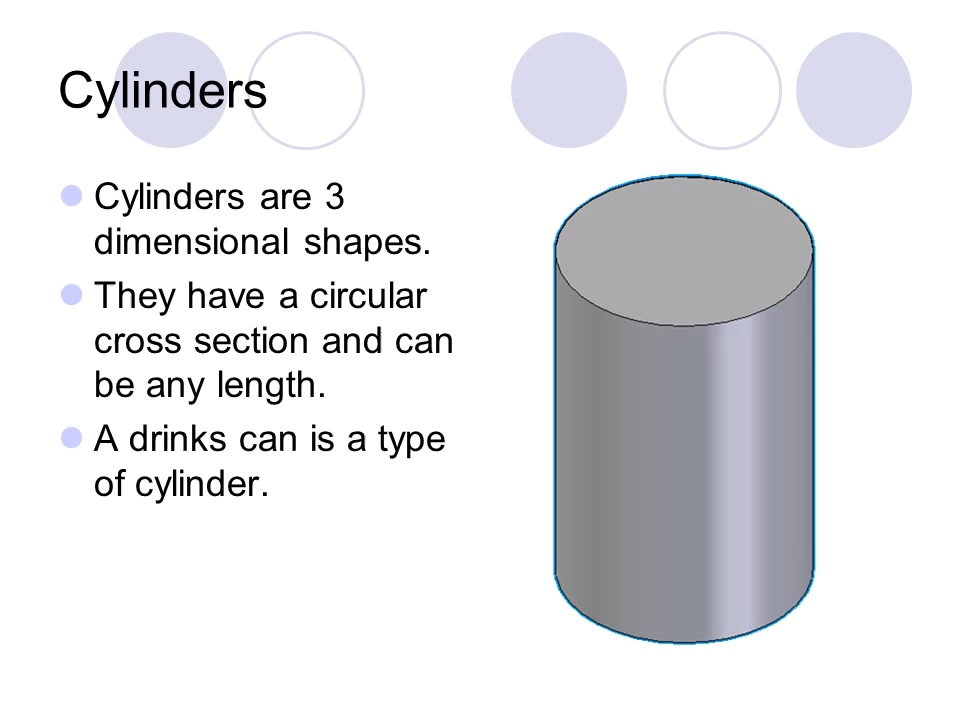 Cylinders
Cylinders are 3
dimensional shapes.
They have a circular
cross section and can
be any length.
A drinks can is a type
of cylinder.